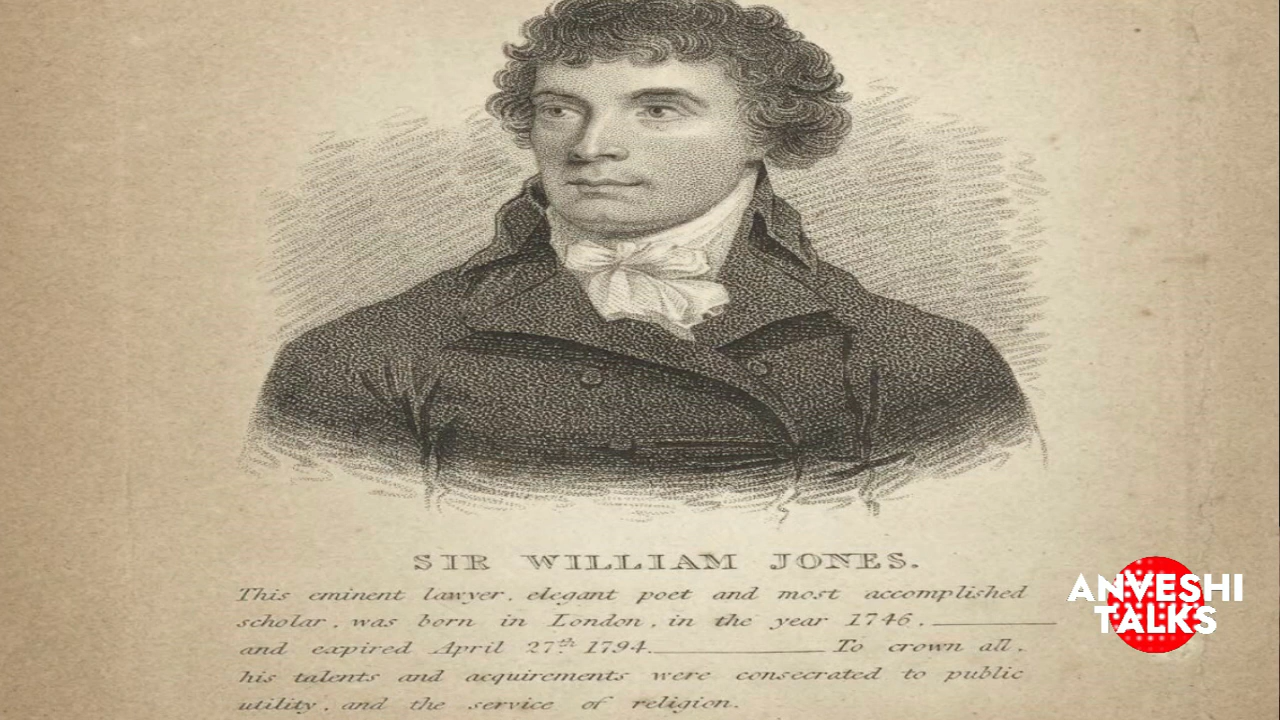 SIR WILLIAM JONES.
This eminent lawyer, elegant poet and most accomplished
scholar, was born in London, in the year 1746,
and expired April 27th 1794. To crown all,
his talents and acquirements were consecrated to public
utility, and the service of religion.
ANVESHI
TALKS